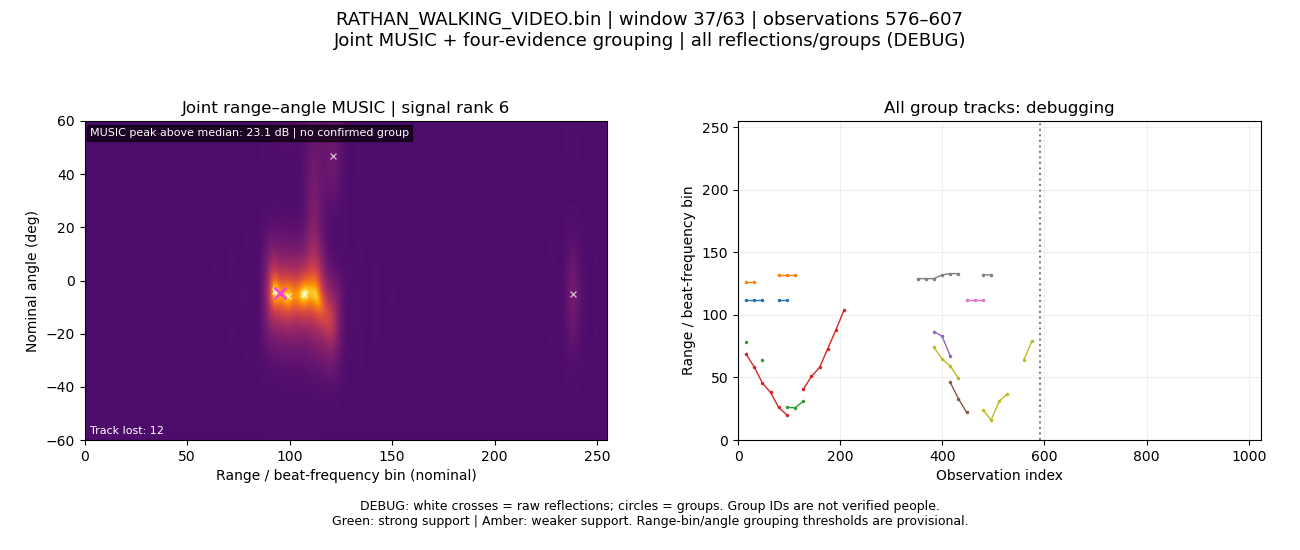 RATHAN_WALKING_VIDEO.bin | window 37/63 | observations 576–607
Joint MUSIC + four-evidence grouping | all reflections/groups (DEBUG)
Joint range–angle MUSIC | signal rank 6
MUSIC peak above median: 23.1 dB | no confirmed group
60
40
20
0
−20
−40
−60
Nominal angle (deg)
Track lost: 12
0
50
100
150
200
250
Range / beat-frequency bin (nominal)
All group tracks: debugging
250
200
150
100
50
0
Range / beat-frequency bin
0
200
400
600
800
1000
Observation index
DEBUG: white crosses = raw reflections; circles = groups. Group IDs are not verified people.
Green: strong support | Amber: weaker support. Range-bin/angle grouping thresholds are provisional.